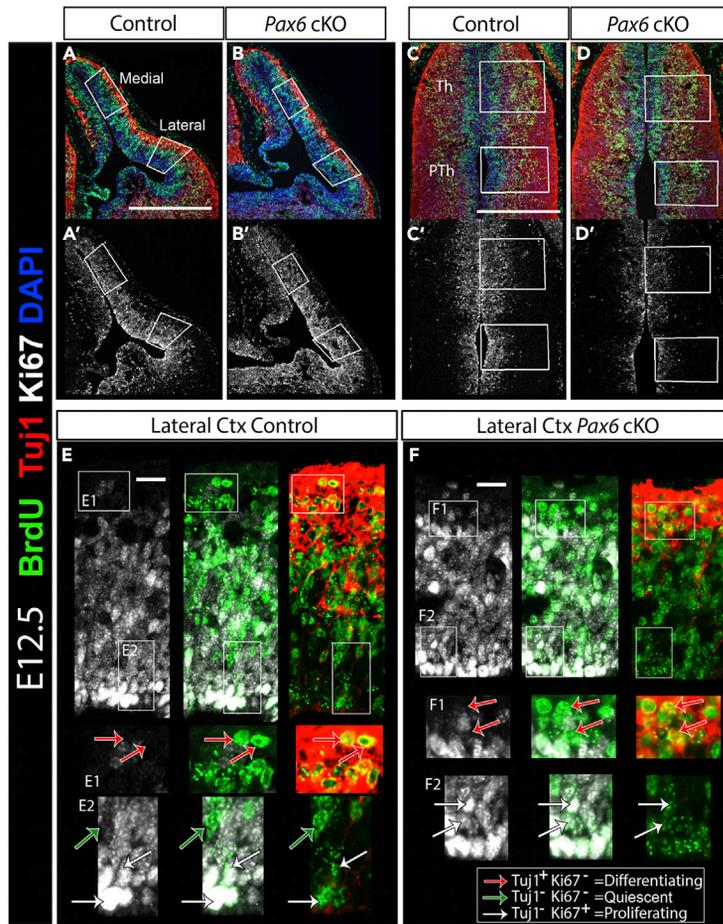 Control
Pax6 cKO
Control
Pax6 cKO
A
Medial
Lateral
B
C
Th
PTh
D
A′
B′
C′
D′
E12.5 BrdU Tuj1 Ki67 DAPI
Lateral Ctx Control
Lateral Ctx Pax6 cKO
E
E1
E2
E1
E2
F
F1
F2
F1
F2
Tuj1+ Ki67- =Differentiating
Tuj1- Ki67- =Quiescent
Tuj1- Ki67+ =Proliferating